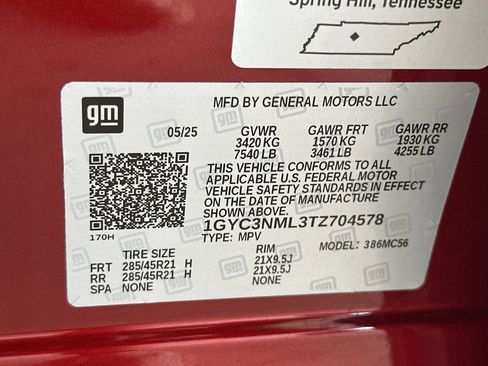 Spring Hill, Tennessee
gm
MFD BY GENERAL MOTORS LLC
05/25 GVWR GAWR FRT GAWR RR
3420 KG 1570 KG 1930 KG
7540 LB 3461 LB 4255 LB
THIS VEHICLE CONFORMS TO ALL
APPLICABLE U.S. FEDERAL MOTOR
VEHICLE SAFETY STANDARDS IN EFFECT
ON THE DATE OF MANUFACTURE
SHOWN ABOVE.
170H
1GYC3NML3TZ704578
TYPE: MPV MODEL: 386MC56
TIRE SIZE RIM
FRT 285/45R21 H 21X9.5J
RR 285/45R21 H 21X9.5J
SPA NONE NONE